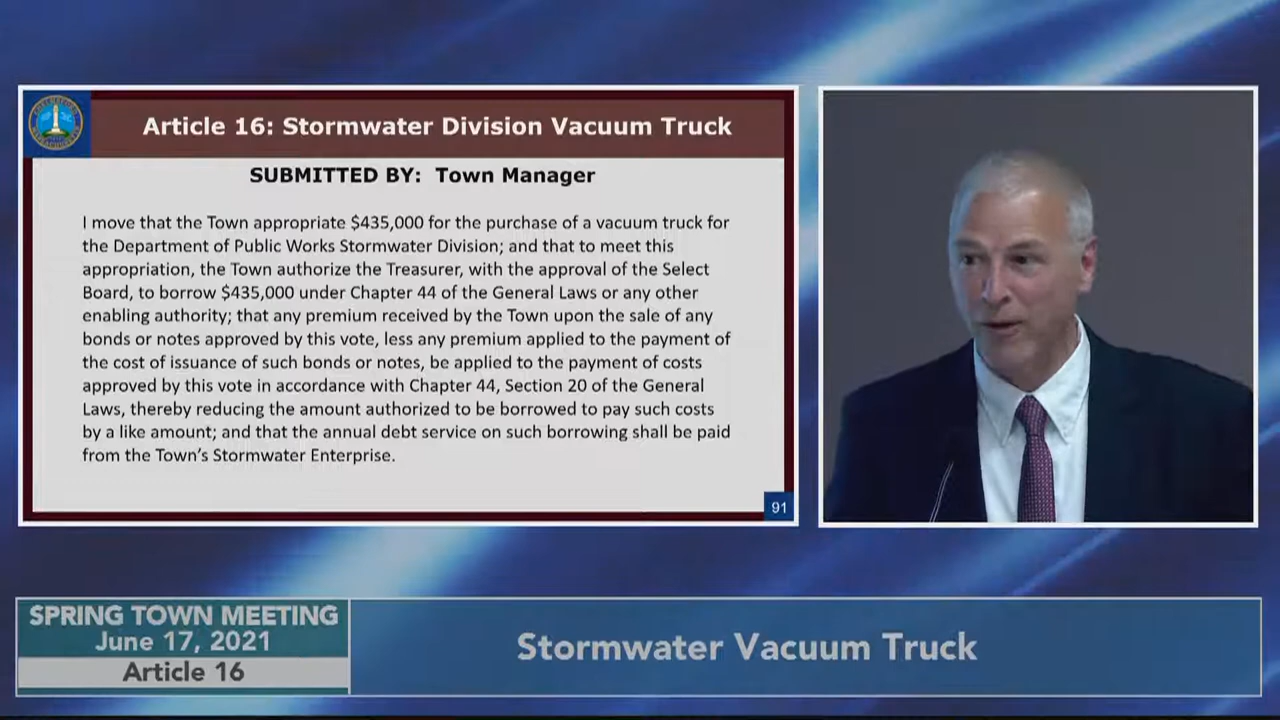 Article 16: Stormwater Division Vacuum Truck
SUBMITTED BY: Town Manager
I move that the Town appropriate $435,000 for the purchase of a vacuum truck for
the Department of Public Works Stormwater Division; and that to meet this
appropriation, the Town authorize the Treasurer, with the approval of the Select
Board, to borrow $435,000 under Chapter 44 of the General Laws or any other
enabling authority; that any premium received by the Town upon the sale of any
bonds or notes approved by this vote, less any premium applied to the payment of
the cost of issuance of such bonds or notes, be applied to the payment of costs
approved by this vote in accordance with Chapter 44, Section 20 of the General
Laws, thereby reducing the amount authorized to be borrowed to pay such costs
by a like amount; and that the annual debt service on such borrowing shall be paid
from the Town's Stormwater Enterprise.
91
SPRING TOWN MEETING
June 17, 2021
Article 16
Stormwater Vacuum Truck